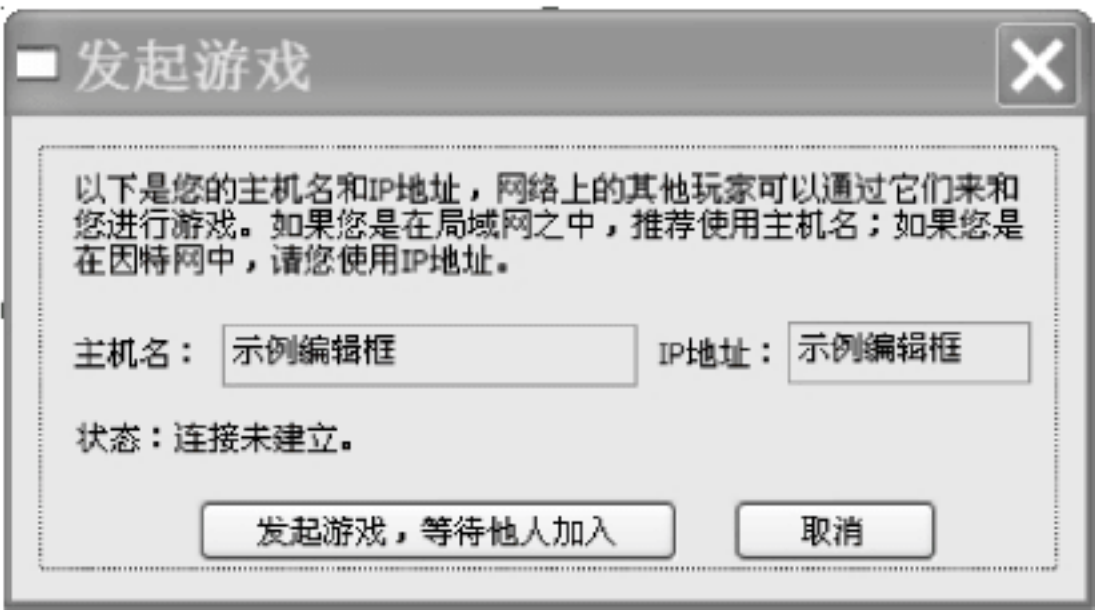 发起游戏
以下是您的主机名和IP地址，网络上的其他玩家可以通过它们来和
您进行游戏。如果您是在局域网之中，推荐使用主机名；如果您是
在因特网中，请您使用IP地址。
主机名： 示例编辑框 IP地址： 示例编辑框
状态：连接未建立。
发起游戏，等待他人加入 取消